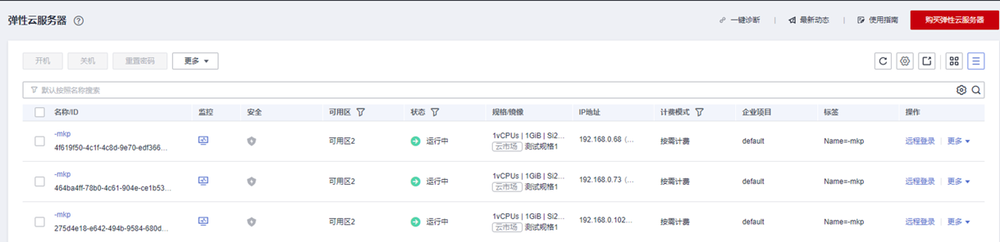 弹性云服务器
一键诊断 | 最新动态 | 使用指南 购买弹性云服务器
开机 关机 重置密码 更多
默认按照名称搜索
名称/ID 监控 安全 可用区 状态 规格/镜像 IP地址 计费模式 企业项目 标签 操作
-mkp
4f619f50-4c1f-4c8d-9e70-edf366...
可用区2
运行中
1vCPUs | 1GiB | Si2...
云市场 测试规格1
192.168.0.68 (...
按需计费
default
Name=-mkp
远程登录 | 更多
-mkp
464ba4ff-78b0-4c61-904e-ce1b53...
可用区2
运行中
1vCPUs | 1GiB | Si2...
云市场 测试规格1
192.168.0.73 (...
按需计费
default
Name=-mkp
远程登录 | 更多
-mkp
275d4e18-e642-494b-9584-680d...
可用区2
运行中
1vCPUs | 1GiB | Si2...
云市场 测试规格1
192.168.0.102...
按需计费
default
Name=-mkp
远程登录 | 更多